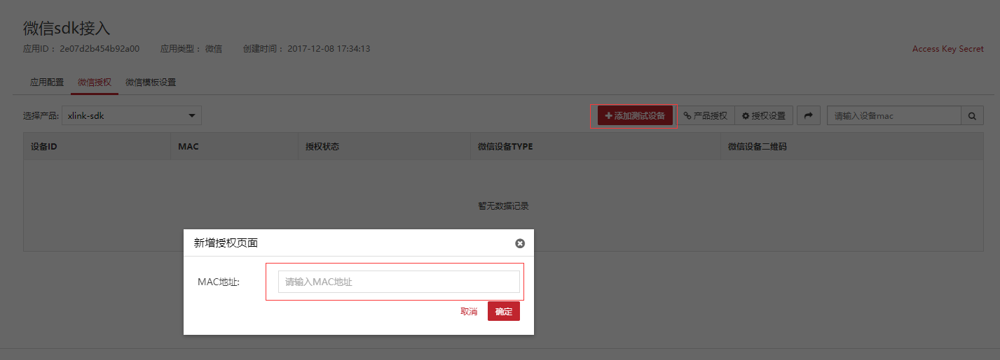 微信sdk接入
应用ID： 2e07d2b454b92a00 应用类型： 微信 创建时间： 2017-12-08 17:34:13 Access Key Secret
应用配置 微信授权 微信模板设置
选择产品: xlink-sdk 添加测试设备 产品授权 授权设置 请输入设备mac
设备ID MAC 授权状态 微信设备TYPE 微信设备二维码
暂无数据记录
新增授权页面
MAC地址: 请输入MAC地址
取消 确定